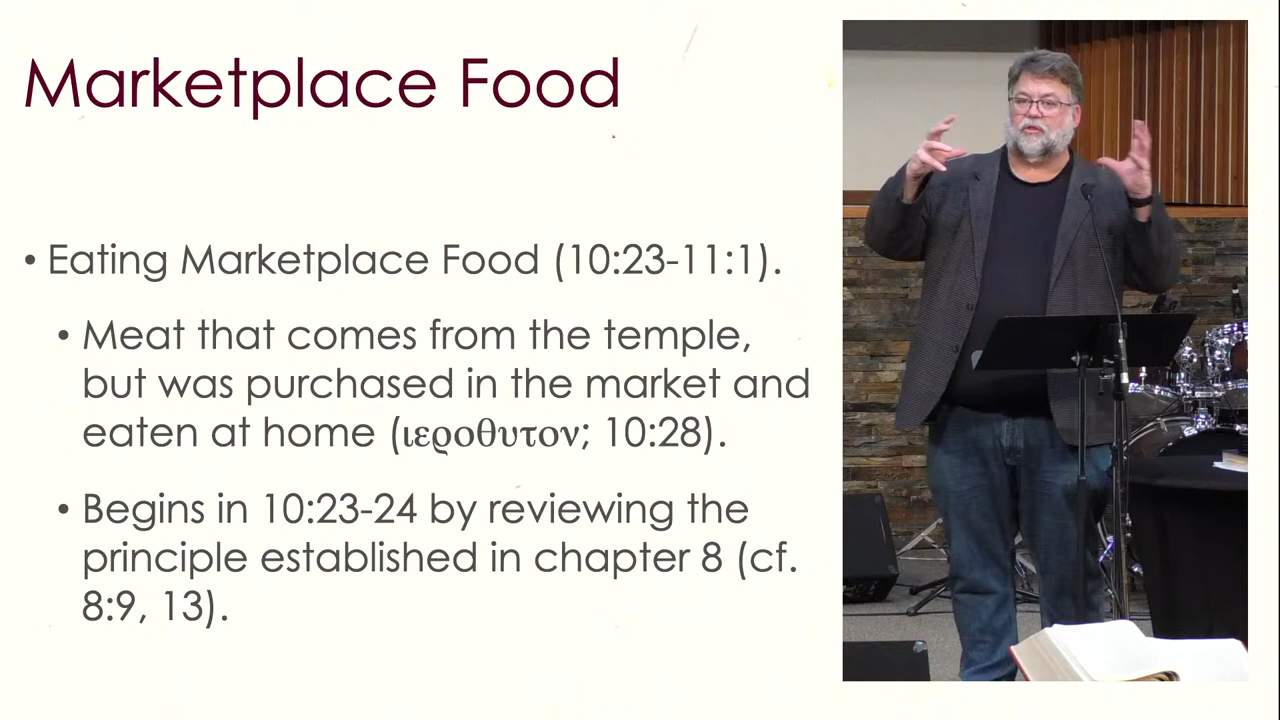 Marketplace Food
• Eating Marketplace Food (10:23-11:1).
• Meat that comes from the temple,
but was purchased in the market and
eaten at home (ιεροθυτον; 10:28).
• Begins in 10:23-24 by reviewing the
principle established in chapter 8 (cf.
8:9, 13).